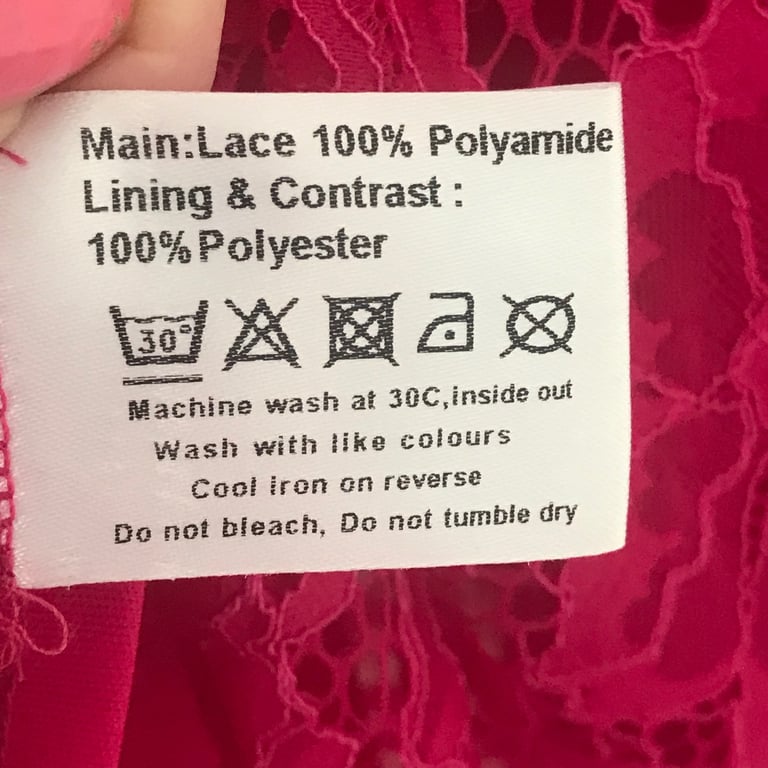 Main:Lace 100% Polyamide
Lining & Contrast :
100% Polyester
30°
Machine wash at 30C,inside out
Wash with like colours
Cool iron on reverse
Do not bleach, Do not tumble dry